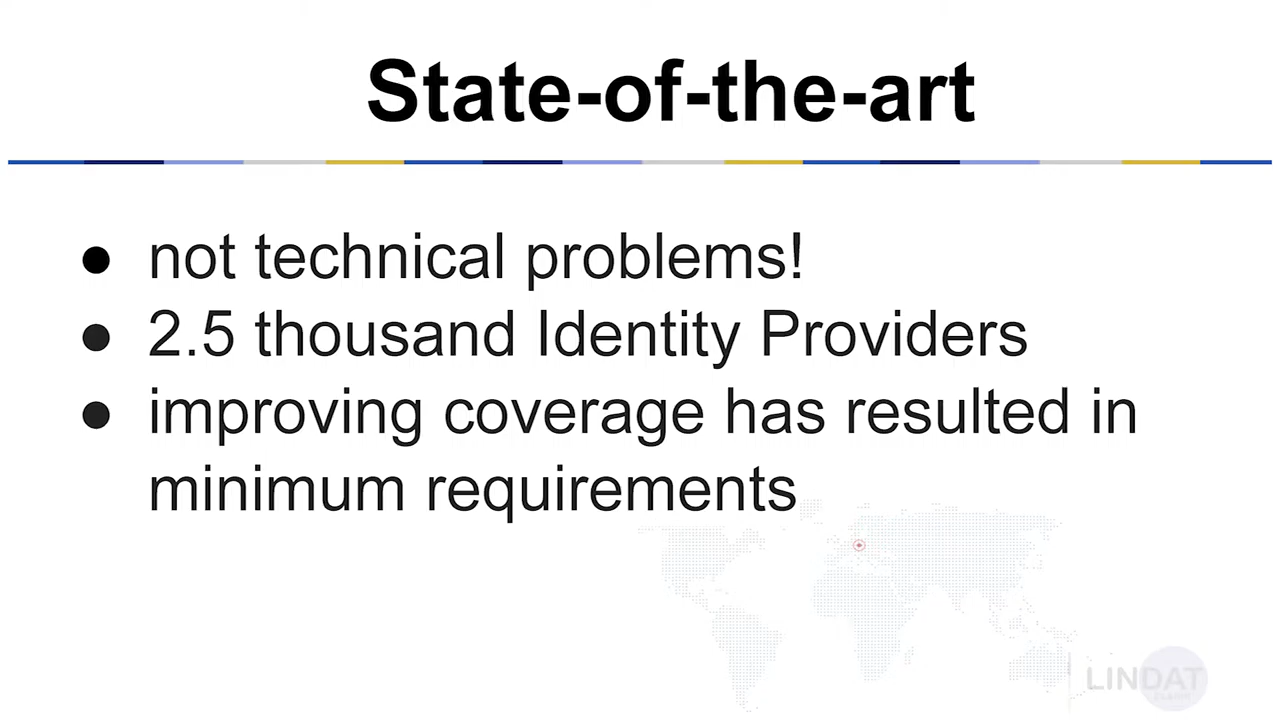 State-of-the-art
● not technical problems!
● 2.5 thousand Identity Providers
● improving coverage has resulted in
minimum requirements
LINDAT